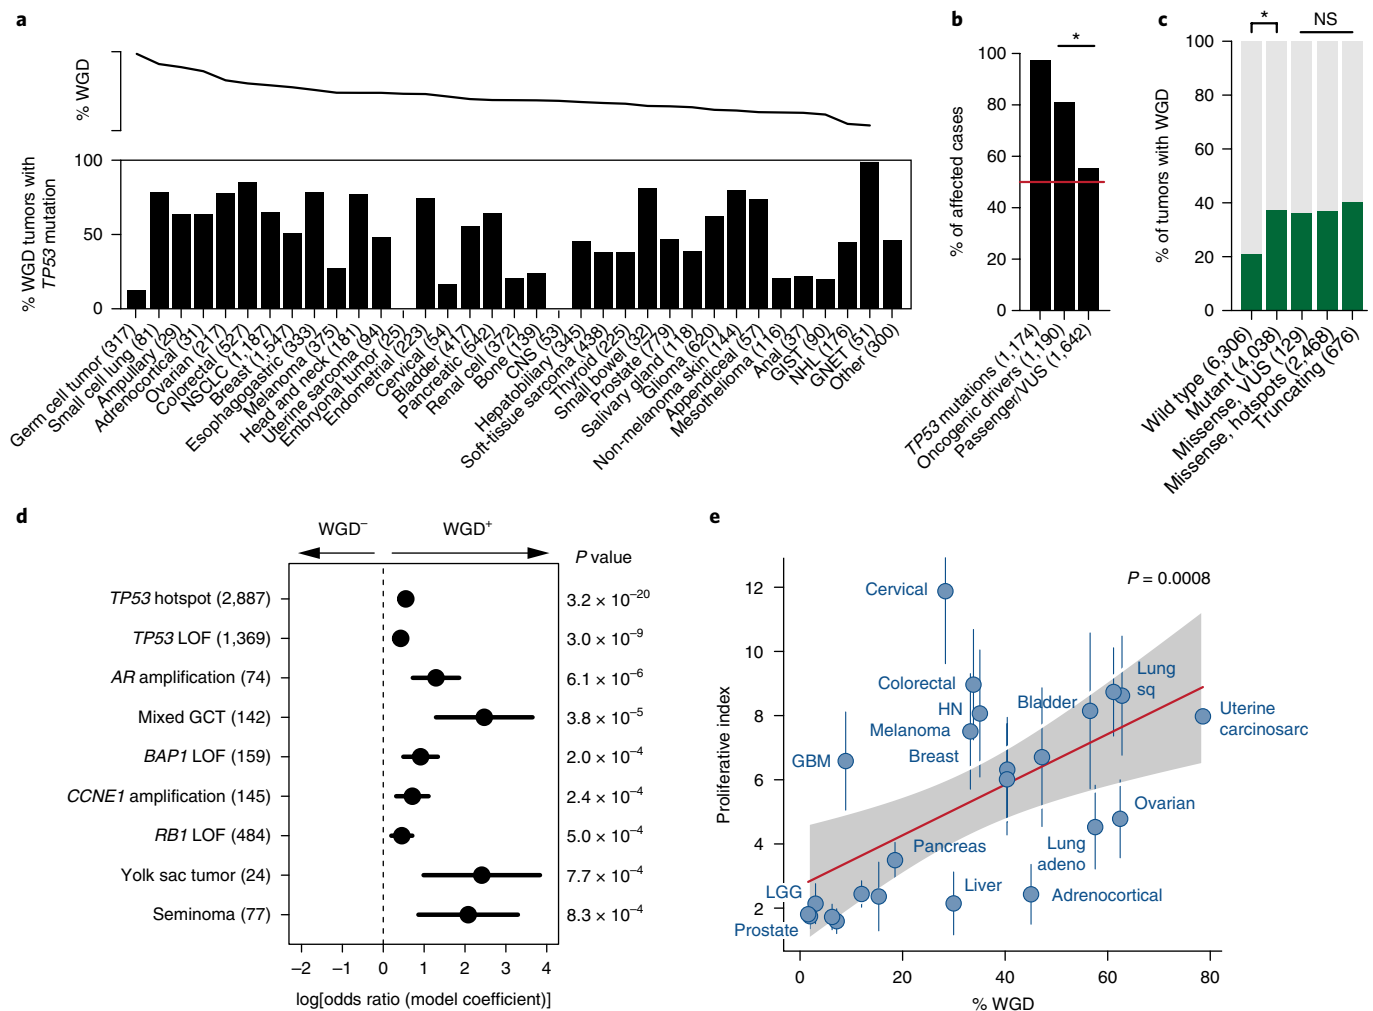 a
% WGD
% WGD tumors with
TP53 mutation
100
50
0
Germ cell tumor (317)
Small cell lung (81)
Ampullary (29)
Adrenocortical (31)
Ovarian (217)
Colorectal (527)
NSCLC (1,187)
Breast (1,547)
Esophagogastric (333)
Melanoma (375)
Head and neck (181)
Uterine sarcoma (94)
Embryonal tumor (25)
Endometrial (223)
Cervical (54)
Bladder (417)
Pancreatic (542)
Renal cell (372)
Bone (139)
CNS (53)
Hepatobiliary (345)
Soft-tissue sarcoma (438)
Thyroid (225)
Small bowel (32)
Prostate (779)
Salivary gland (118)
Glioma (620)
Non-melanoma skin (144)
Appendiceal (57)
Mesothelioma (116)
Anal (37)
GIST (90)
NHL (176)
GNET (51)
Other (300)
b
*
% of affected cases
100
80
60
40
20
0
TP53 mutations (1,174)
Oncogenic drivers (1,190)
Passenger/VUS (1,642)
c
*
NS
% of tumors with WGD
100
80
60
40
20
0
Wild type (6,306)
Mutant (4,038)
Missense, VUS (129)
Missense, hotspots (2,468)
Truncating (676)
d
WGD−
WGD+
P value
TP53 hotspot (2,887)
3.2 × 10−20
TP53 LOF (1,369)
3.0 × 10−9
AR amplification (74)
6.1 × 10−6
Mixed GCT (142)
3.8 × 10−5
BAP1 LOF (159)
2.0 × 10−4
CCNE1 amplification (145)
2.4 × 10−4
RB1 LOF (484)
5.0 × 10−4
Yolk sac tumor (24)
7.7 × 10−4
Seminoma (77)
8.3 × 10−4
−2 −1 0 1 2 3 4
log[odds ratio (model coefficient)]
e
P = 0.0008
Proliferative index
12
10
8
6
4
2
Cervical
Colorectal
HN
Melanoma
Breast
GBM
Bladder
Lung
sq
Uterine
carcinosarc
Ovarian
Lung
adeno
Pancreas
Liver
Adrenocortical
LGG
Prostate
0 20 40 60 80
% WGD